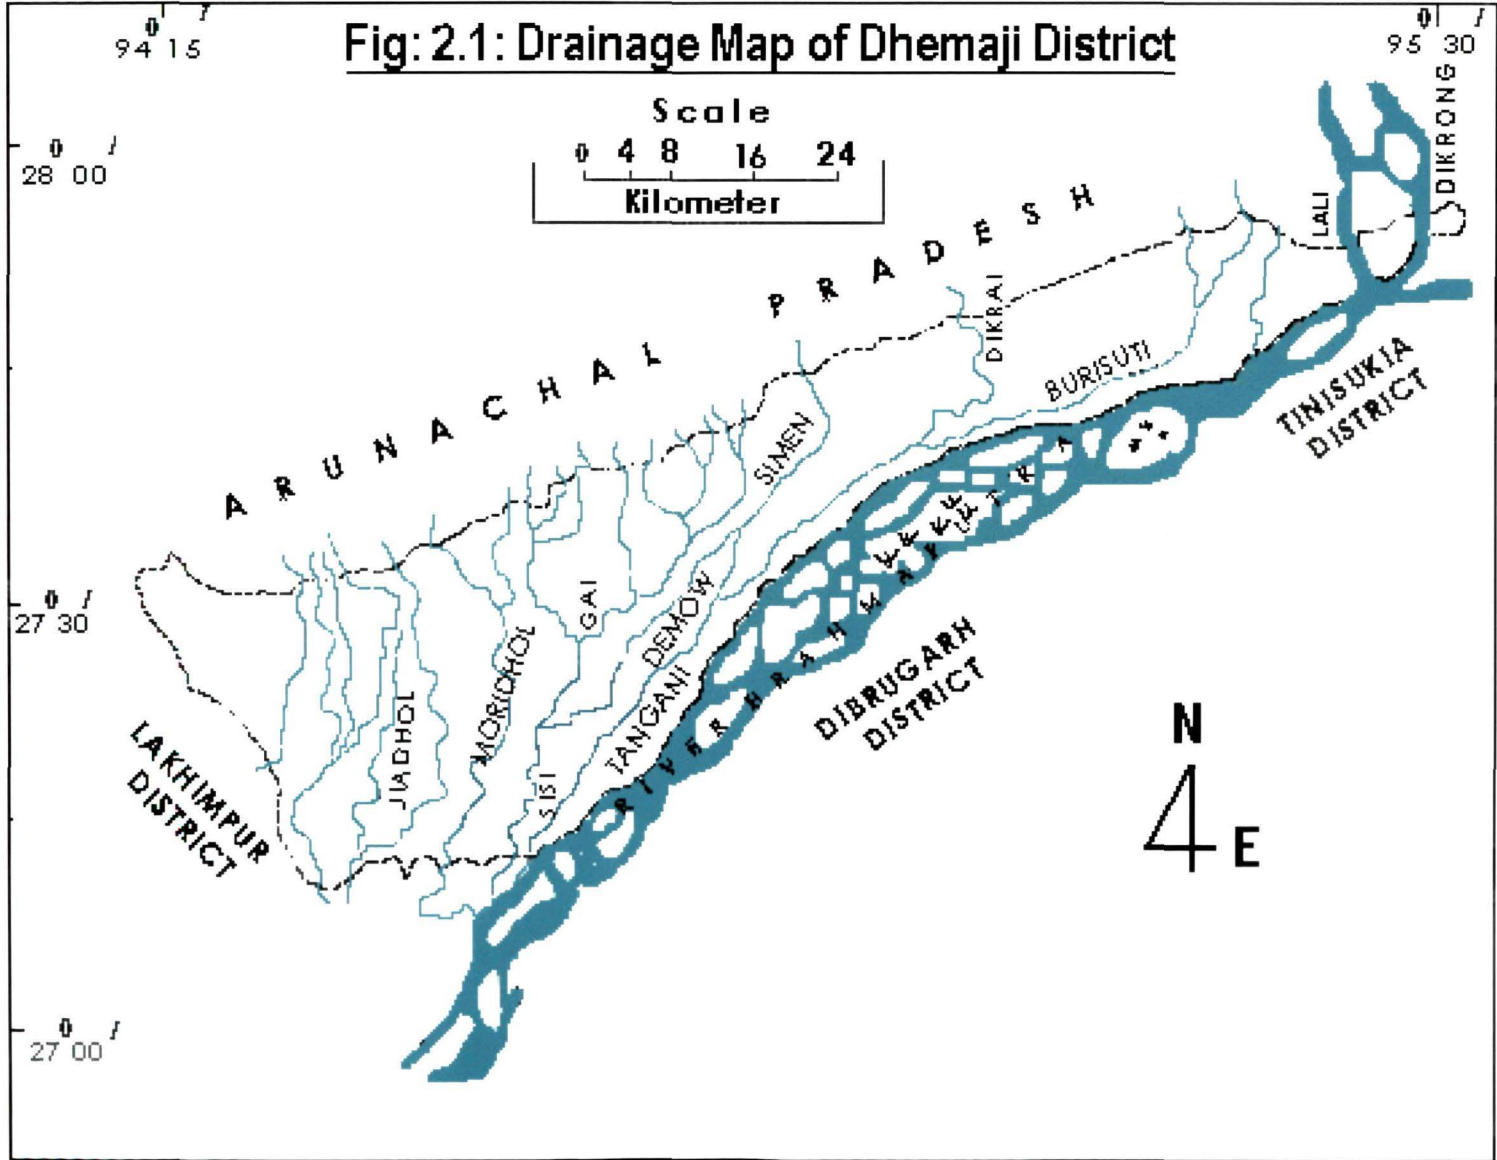 Fig: 2.1: Drainage Map of Dhemaji District
94° 15'
95° 30'
Scale
0 4 8 16 24
Kilometer
28° 00'
27° 30'
27° 00'
ARUNACHAL PRADESH
DIKRONG
LALI
DIKRAI
BURISUTI
SIMEN
TINISUKIA
DISTRICT
GAI
DEMOW
MORIDHOL
TANGANI
JIADHOL
SISI
RIVER BRAHMAPUTRA
DIBRUGARH
DISTRICT
LAKHIMPUR
DISTRICT
N
E